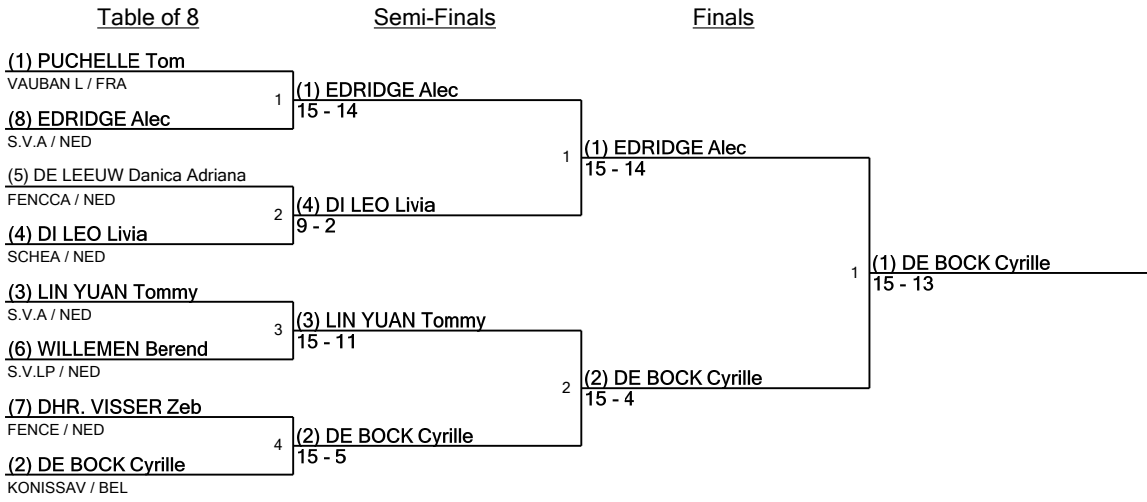 Table of 8
Semi-Finals
Finals
(1) PUCHELLE Tom
VAUBAN L / FRA
1
(8) EDRIDGE Alec
S.V.A / NED
(1) EDRIDGE Alec
15 - 14
(5) DE LEEUW Danica Adriana
FENCCA / NED
2
(4) DI LEO Livia
SCHEA / NED
(4) DI LEO Livia
9 - 2
1
(1) EDRIDGE Alec
15 - 14
(3) LIN YUAN Tommy
S.V.A / NED
3
(6) WILLEMEN Berend
S.V.LP / NED
(3) LIN YUAN Tommy
15 - 11
(7) DHR. VISSER Zeb
FENCE / NED
4
(2) DE BOCK Cyrille
KONISSAV / BEL
(2) DE BOCK Cyrille
15 - 5
2
(2) DE BOCK Cyrille
15 - 4
1
(1) DE BOCK Cyrille
15 - 13